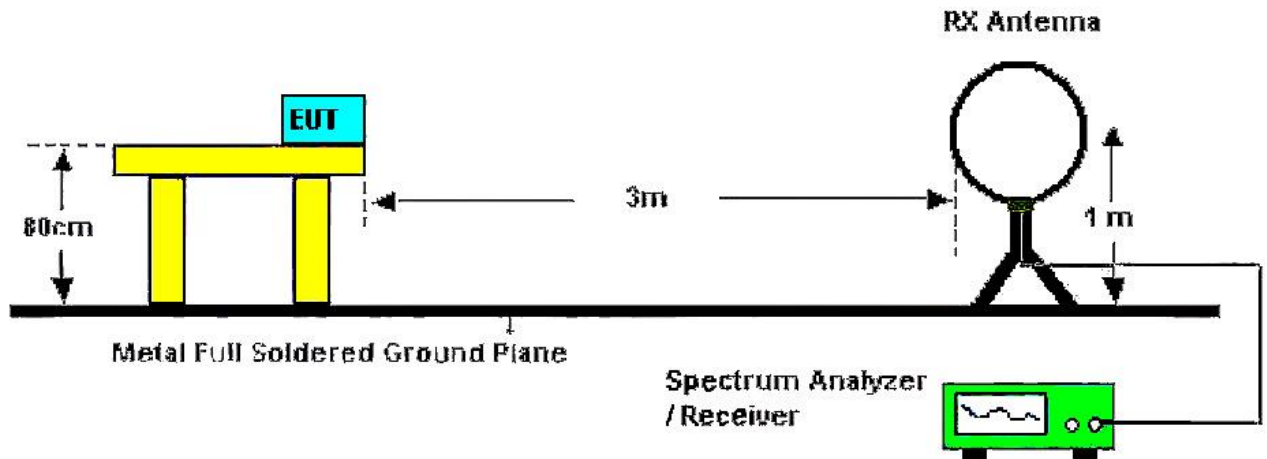 RX Antenna
EUT
80cm
3m
1 m
Metal Full Soldered Ground Plane
Spectrum Analyzer
/ Receiver